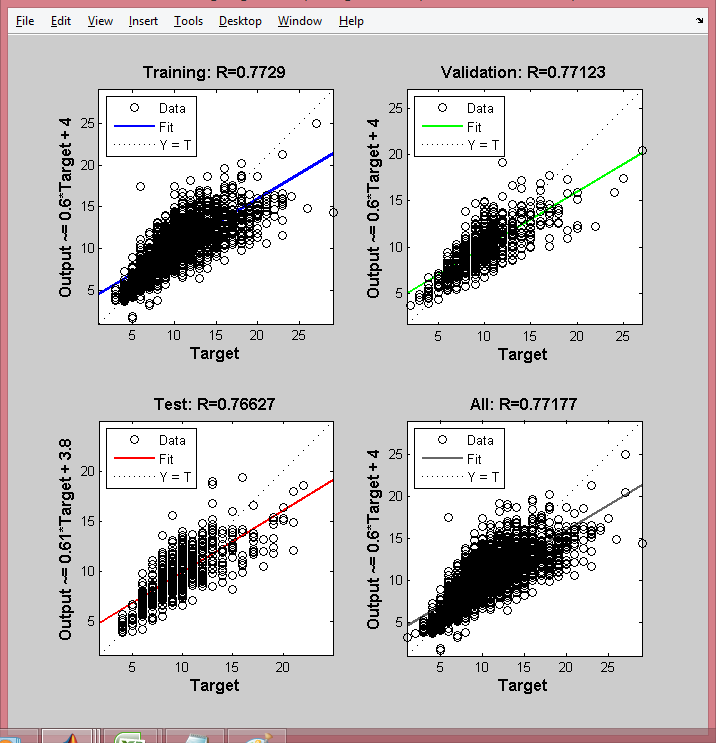 File Edit View Insert Tools Desktop Window Help
Training: R=0.7729
Data
Fit
Y = T
Output ~= 0.6*Target + 4
25
20
15
10
5
5 10 15 20 25
Target
Validation: R=0.77123
Data
Fit
Y = T
Output ~= 0.6*Target + 4
25
20
15
10
5
5 10 15 20 25
Target
Test: R=0.76627
Data
Fit
Y = T
Output ~= 0.61*Target + 3.8
20
15
10
5
5 10 15 20
Target
All: R=0.77177
Data
Fit
Y = T
Output ~= 0.6*Target + 4
25
20
15
10
5
5 10 15 20 25
Target